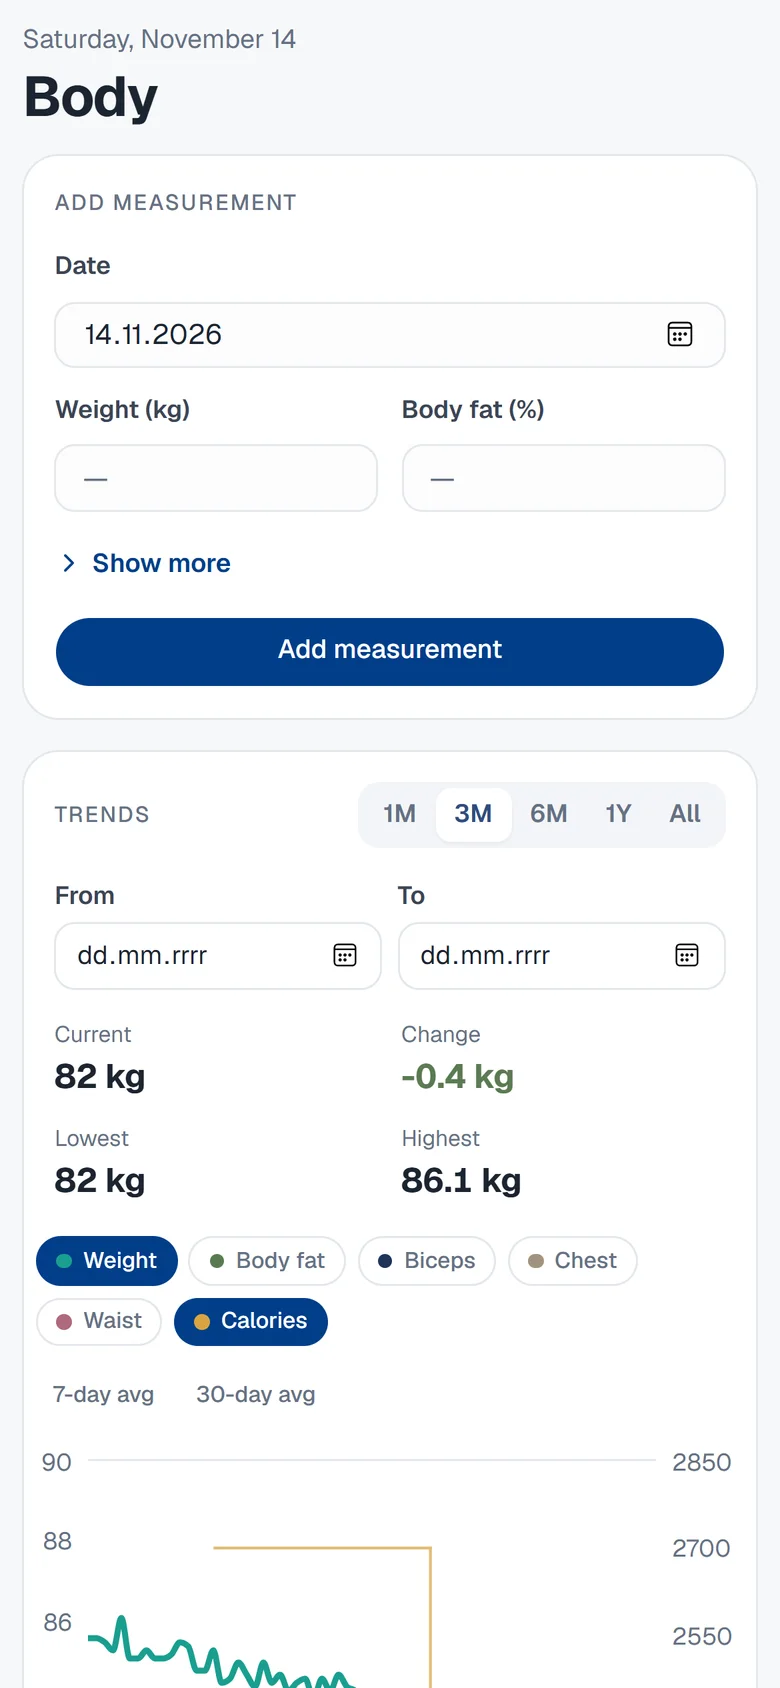 Saturday, November 14
Body
ADD MEASUREMENT
Date
14.11.2026
Weight (kg) Body fat (%)
— —
Show more
Add measurement
TRENDS 1M 3M 6M 1Y All
From To
dd.mm.rrrr dd.mm.rrrr
Current Change
82 kg -0.4 kg
Lowest Highest
82 kg 86.1 kg
Weight Body fat Biceps Chest
Waist Calories
7-day avg 30-day avg
90 2850
88 2700
86 2550